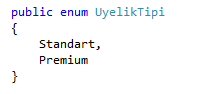 public enum UyelikTipi
{
    Standart,
    Premium
}